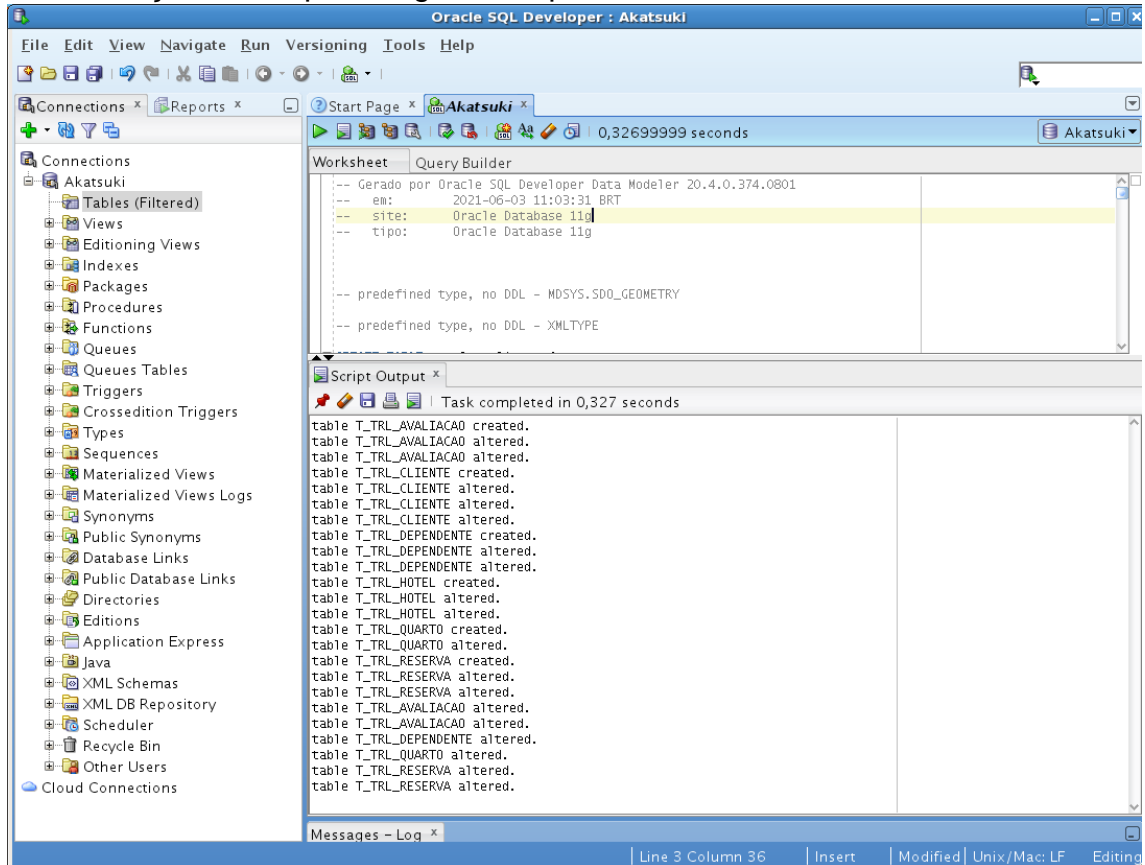 Oracle SQL Developer : Akatsuki
File Edit View Navigate Run Versioning Tools Help
Connections Reports
Start Page Akatsuki
0,32699999 seconds
Akatsuki
Worksheet Query Builder
Connections
Akatsuki
Tables (Filtered)
Views
Editioning Views
Indexes
Packages
Procedures
Functions
Queues
Queues Tables
Triggers
Crossedition Triggers
Types
Sequences
Materialized Views
Materialized Views Logs
Synonyms
Public Synonyms
Database Links
Public Database Links
Directories
Editions
Application Express
Java
XML Schemas
XML DB Repository
Scheduler
Recycle Bin
Other Users
Cloud Connections
-- Gerado por Oracle SQL Developer Data Modeler 20.4.0.374.0801
-- em: 2021-06-03 11:03:31 BRT
-- site: Oracle Database 11g
-- tipo: Oracle Database 11g
-- predefined type, no DDL - MDSYS.SDO_GEOMETRY
-- predefined type, no DDL - XMLTYPE
Script Output
Task completed in 0,327 seconds
table T_TRL_AVALIACAO created.
table T_TRL_AVALIACAO altered.
table T_TRL_AVALIACAO altered.
table T_TRL_CLIENTE created.
table T_TRL_CLIENTE altered.
table T_TRL_CLIENTE altered.
table T_TRL_CLIENTE altered.
table T_TRL_DEPENDENTE created.
table T_TRL_DEPENDENTE altered.
table T_TRL_DEPENDENTE altered.
table T_TRL_HOTEL created.
table T_TRL_HOTEL altered.
table T_TRL_HOTEL altered.
table T_TRL_QUARTO created.
table T_TRL_QUARTO altered.
table T_TRL_RESERVA created.
table T_TRL_RESERVA altered.
table T_TRL_RESERVA altered.
table T_TRL_AVALIACAO altered.
table T_TRL_AVALIACAO altered.
table T_TRL_DEPENDENTE altered.
table T_TRL_QUARTO altered.
table T_TRL_RESERVA altered.
table T_TRL_RESERVA altered.
Messages - Log
Line 3 Column 36 Insert Modified Unix/Mac: LF Editing